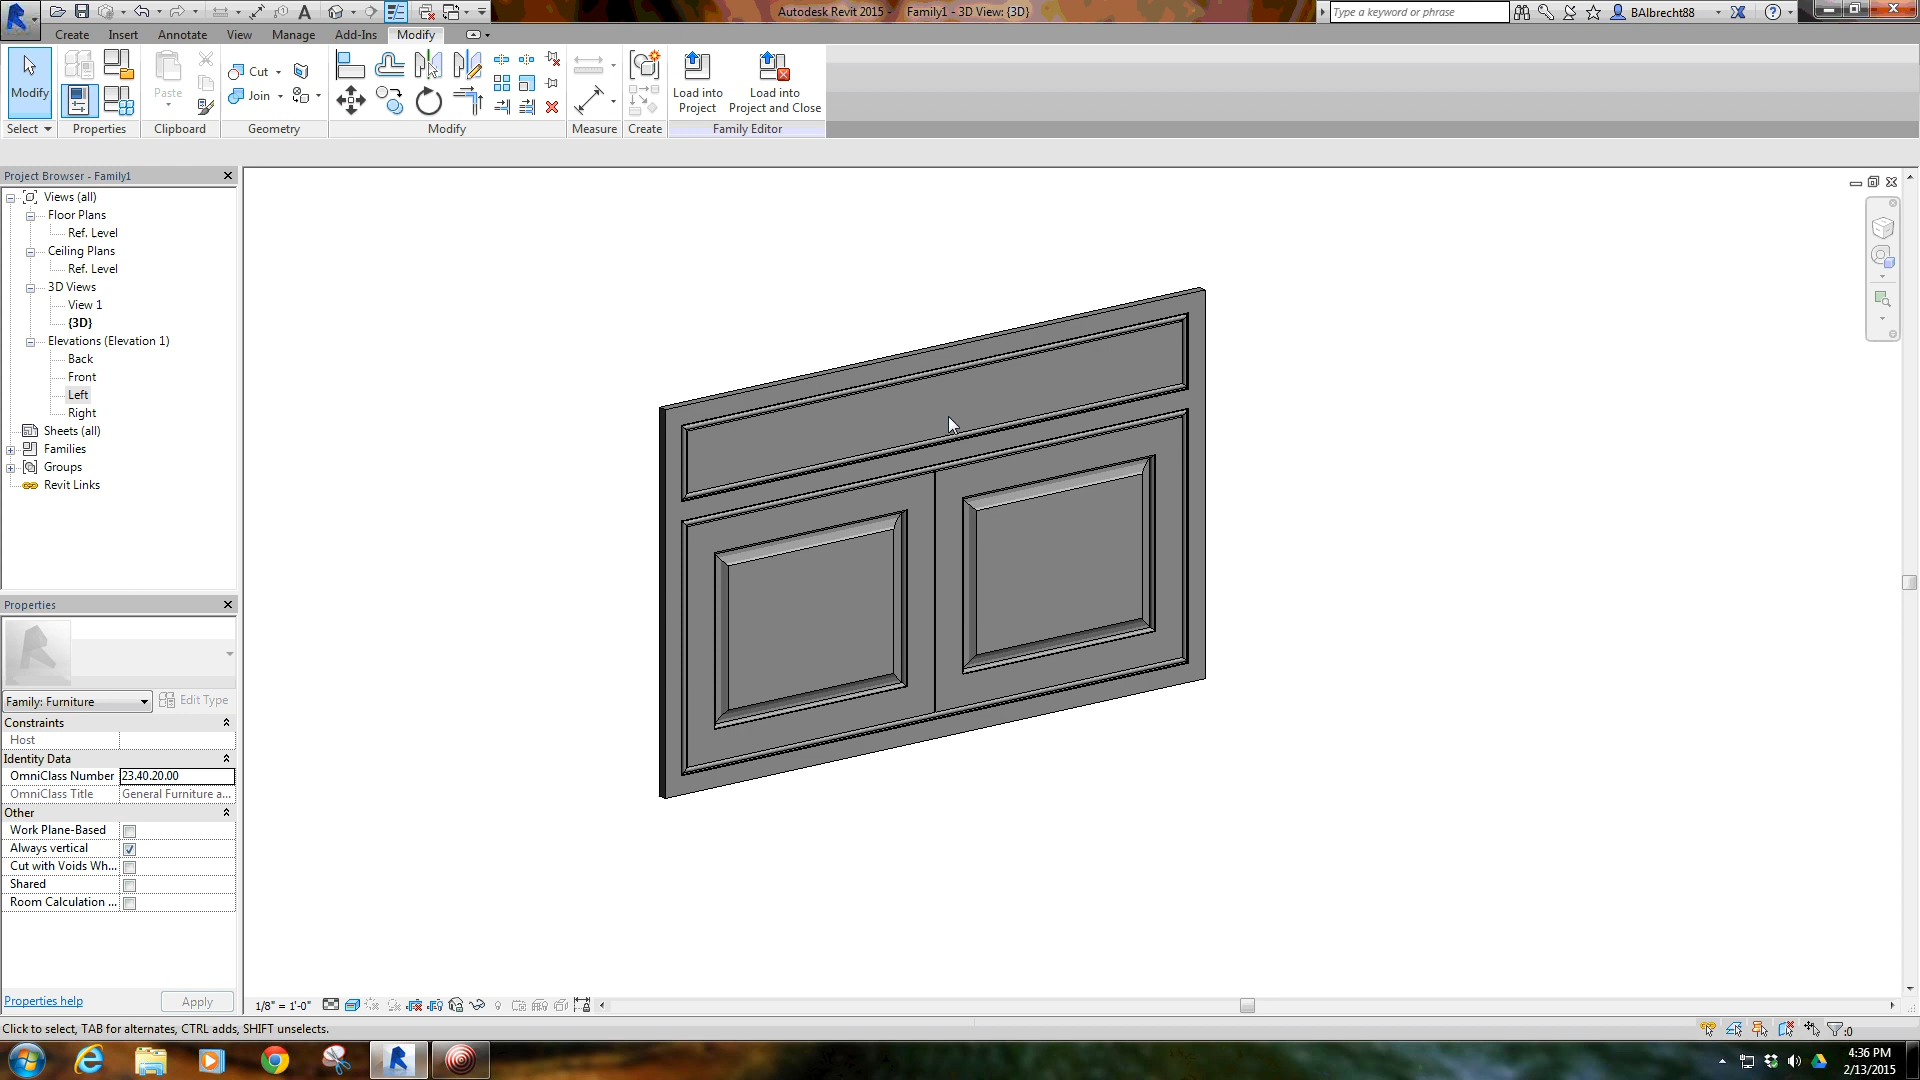 Autodesk Revit 2015 - Family1 - 3D View: {3D}
Type a keyword or phrase
BAlbrecht88
Create Insert Annotate View Manage Add-Ins Modify
Modify
Paste
Cut
Join
Load into Project
Load into Project and Close
Select Properties Clipboard Geometry Modify Measure Create Family Editor
Project Browser - Family1
Views (all)
Floor Plans
Ref. Level
Ceiling Plans
Ref. Level
3D Views
View 1
{3D}
Elevations (Elevation 1)
Back
Front
Left
Right
Sheets (all)
Families
Groups
Revit Links
Properties
Family: Furniture
Edit Type
Constraints
Host
Identity Data
OmniClass Number 23.40.20.00
OmniClass Title General Furniture a...
Other
Work Plane-Based
Always vertical
Cut with Voids Wh...
Shared
Room Calculation ...
Properties help
Apply
1/8" = 1'-0"
Click to select, TAB for alternates, CTRL adds, SHIFT unselects.
:0
4:36 PM
2/13/2015